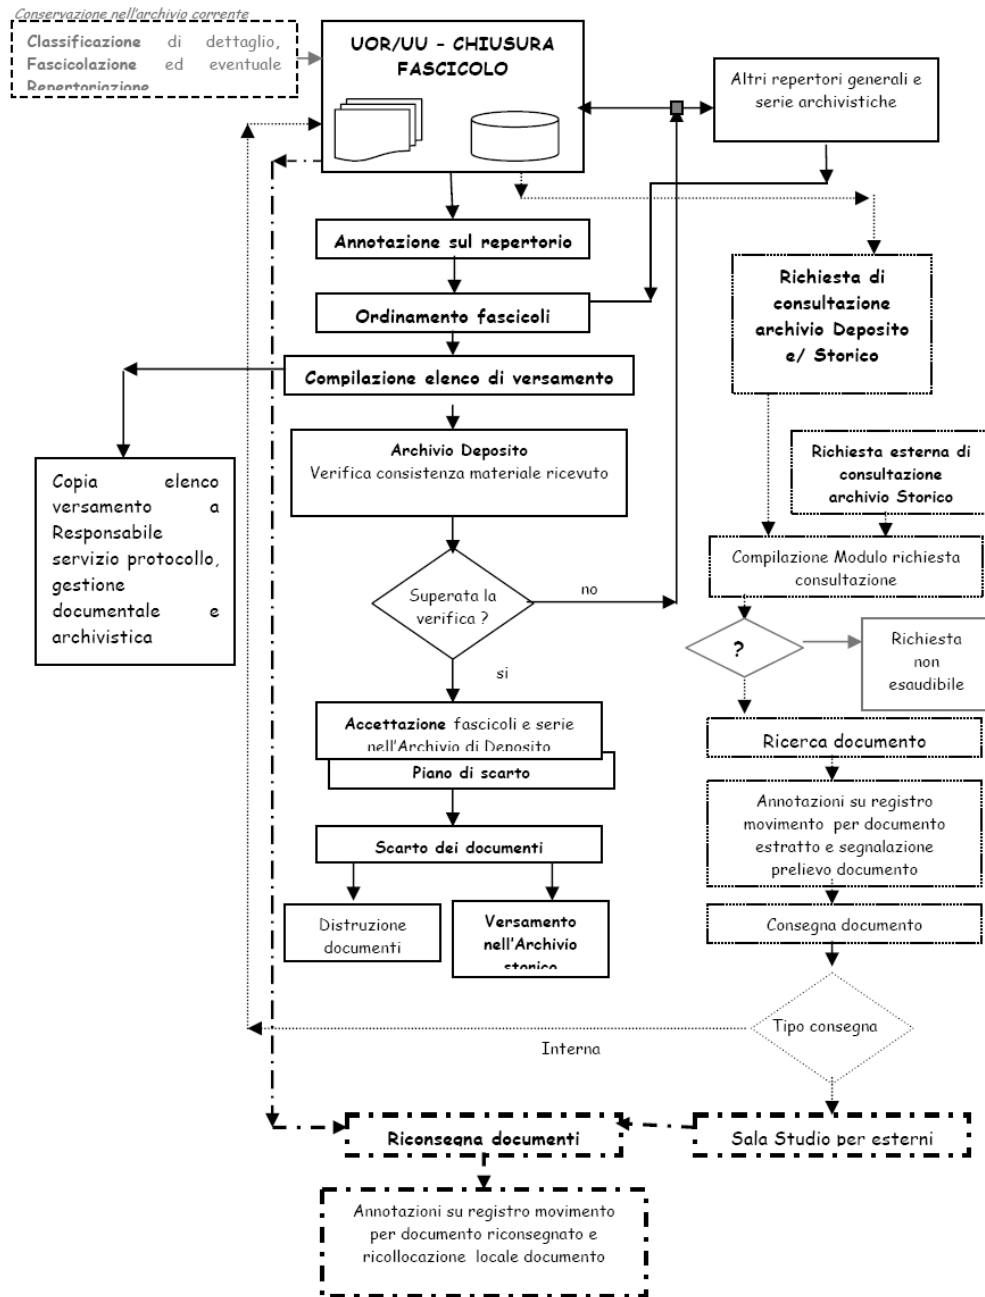 Conservazione nell'archivio corrente
Classificazione di dettaglio,
Fascicolazione ed eventuale
Repertoriazione
UOR/UU – CHIUSURA
FASCICOLO
Altri repertori generali e
serie archivistiche
Annotazione sul repertorio
Ordinamento fascicoli
Compilazione elenco di versamento
Richiesta di
consultazione
archivio Deposito
e/ Storico
Archivio Deposito
Verifica consistenza materiale ricevuto
Copia elenco
versamento a
Responsabile
servizio protocollo,
gestione
documentale e
archivistica
Richiesta esterna di
consultazione
archivio Storico
Compilazione Modulo richiesta
consultazione
Superata la
verifica ?
no
si
?
Richiesta
non
esaudibile
Accettazione fascicoli e serie
nell'Archivio di Deposito
Piano di scarto
Ricerca documento
Annotazioni su registro
movimento per documento
estratto e segnalazione
prelievo documento
Scarto dei documenti
Distruzione
documenti
Versamento
nell'Archivio
storico
Consegna documento
Tipo consegna
Interna
Riconsegna documenti
Sala Studio per esterni
Annotazioni su registro movimento
per documento riconsegnato e
ricollocazione locale documento